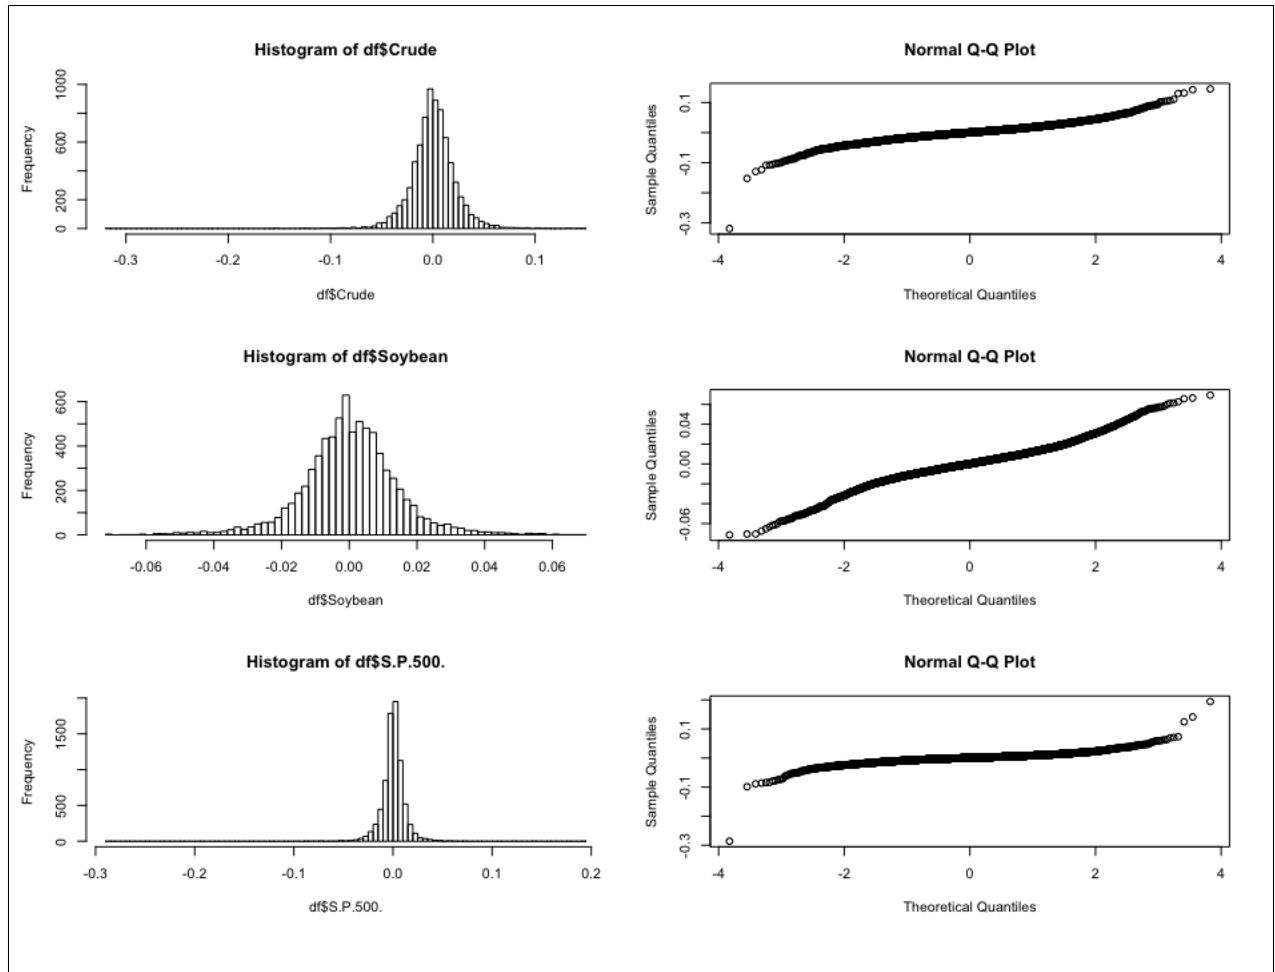 Histogram of df$Crude
Frequency
0 200 600 1000
-0.3 -0.2 -0.1 0.0 0.1
df$Crude
Normal Q-Q Plot
Sample Quantiles
-0.3 -0.1 0.1
-4 -2 0 2 4
Theoretical Quantiles
Histogram of df$Soybean
Frequency
0 200 400 600
-0.06 -0.04 -0.02 0.00 0.02 0.04 0.06
df$Soybean
Normal Q-Q Plot
Sample Quantiles
-0.06 0.00 0.04
-4 -2 0 2 4
Theoretical Quantiles
Histogram of df$S.P.500.
Frequency
0 500 1500
-0.3 -0.2 -0.1 0.0 0.1 0.2
df$S.P.500.
Normal Q-Q Plot
Sample Quantiles
-0.3 -0.1 0.1
-4 -2 0 2 4
Theoretical Quantiles